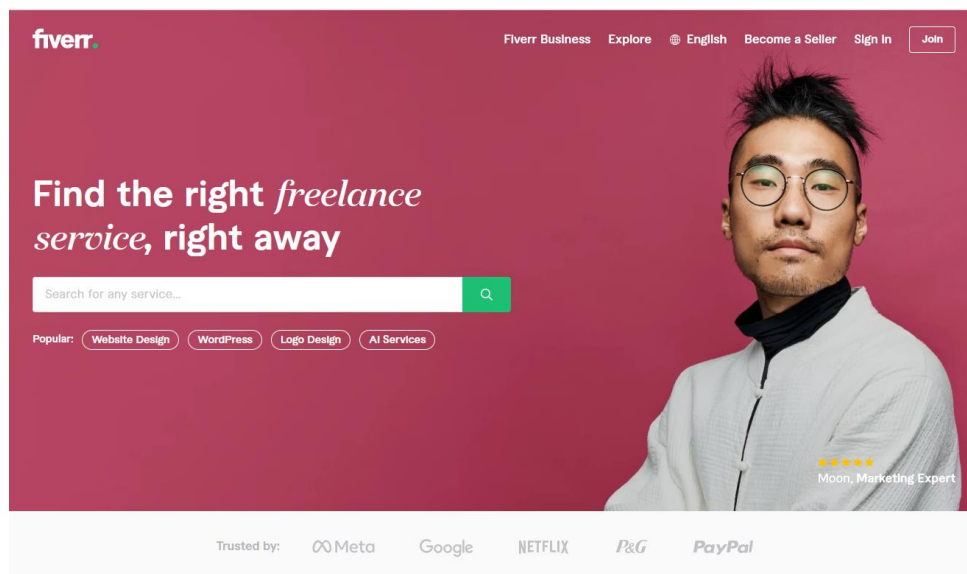 fiverr.
Fiverr Business Explore English Become a Seller Sign In Join
Find the right freelance
service, right away
Search for any service...
Popular: Website Design WordPress Logo Design AI Services
Moon, Marketing Expert
Trusted by: Meta Google NETFLIX P&G PayPal